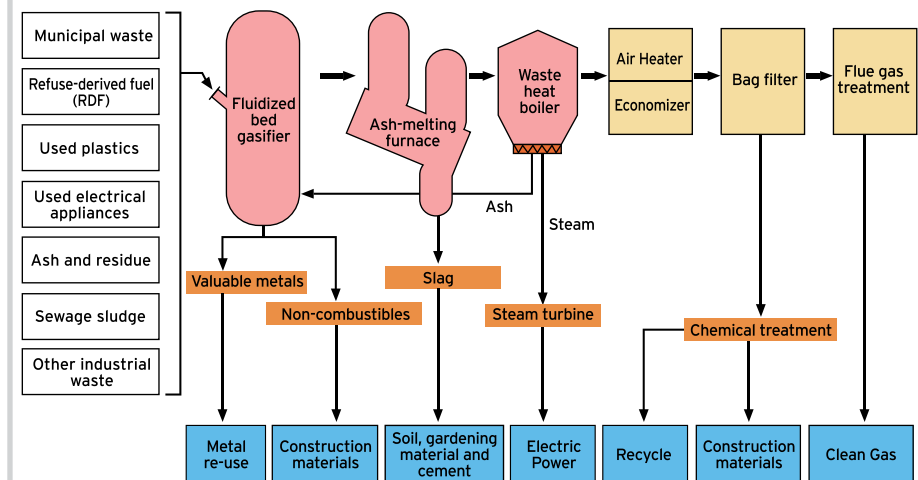 Municipal waste
Refuse-derived fuel
(RDF)
Used plastics
Used electrical
appliances
Ash and residue
Sewage sludge
Other industrial
waste
Fluidized
bed
gasifier
Ash-melting
furnace
Waste
heat
boiler
Air Heater
Economizer
Bag filter
Flue gas
treatment
Ash
Steam
Valuable metals
Non-combustibles
Slag
Steam turbine
Chemical treatment
Metal
re-use
Construction
materials
Soil, gardening
material and
cement
Electric
Power
Recycle
Construction
materials
Clean Gas